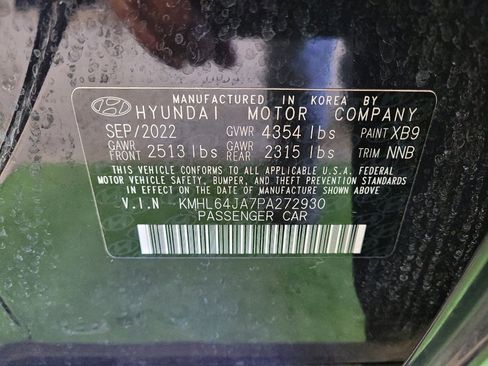 MANUFACTURED IN KOREA BY
HYUNDAI MOTOR COMPANY
SEP/2022 GVWR 4354 lbs PAINT XB9
GAWR FRONT 2513 lbs GAWR REAR 2315 lbs TRIM NNB
THIS VEHICLE CONFORMS TO ALL APPLICABLE U.S.A. FEDERAL
MOTOR VEHICLE SAFETY, BUMPER, AND THEFT PREVENTION STANDARDS
IN EFFECT ON THE DATE OF MANUFACTURE SHOWN ABOVE.
V.I.N KMHL64JA7PA272930
PASSENGER CAR